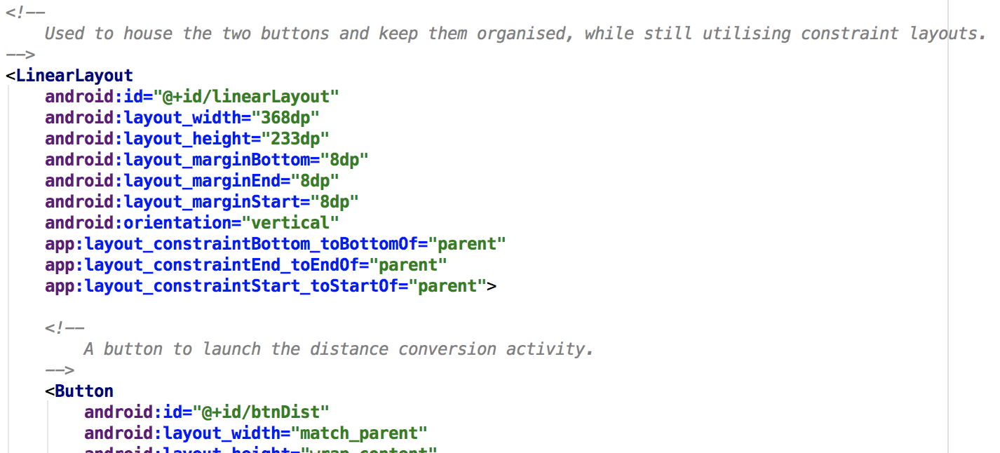 <!--
Used to house the two buttons and keep them organised, while still utilising constraint layouts.
-->
<LinearLayout
android:id="@+id/linearLayout"
android:layout_width="368dp"
android:layout_height="233dp"
android:layout_marginBottom="8dp"
android:layout_marginEnd="8dp"
android:layout_marginStart="8dp"
android:orientation="vertical"
app:layout_constraintBottom_toBottomOf="parent"
app:layout_constraintEnd_toEndOf="parent"
app:layout_constraintStart_toStartOf="parent">
<!--
A button to launch the distance conversion activity.
-->
<Button
android:id="@+id/btnDist"
android:layout_width="match_parent"
android:layout_height="wrap_content"